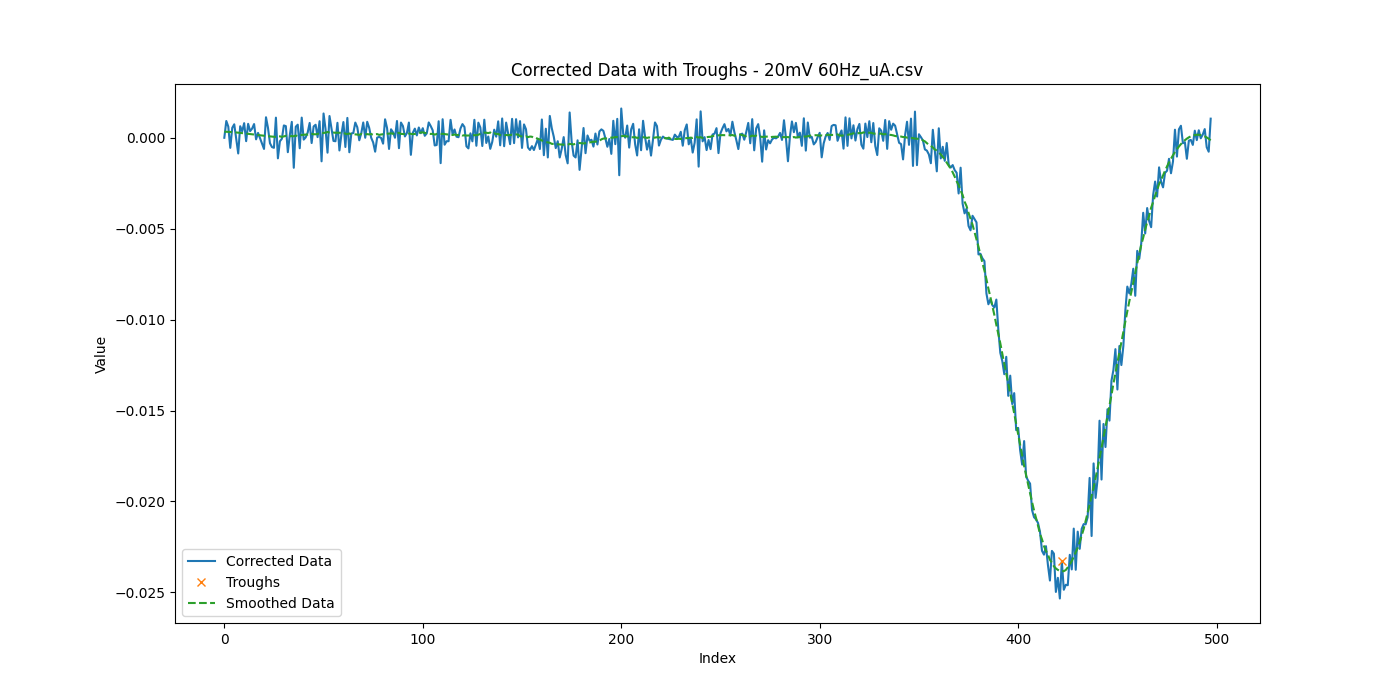 Corrected Data with Troughs - 20mV 60Hz_uA.csv
0.000
−0.005
−0.010
−0.015
−0.020
−0.025
Value
Corrected Data
Troughs
Smoothed Data
0 100 200 300 400 500
Index